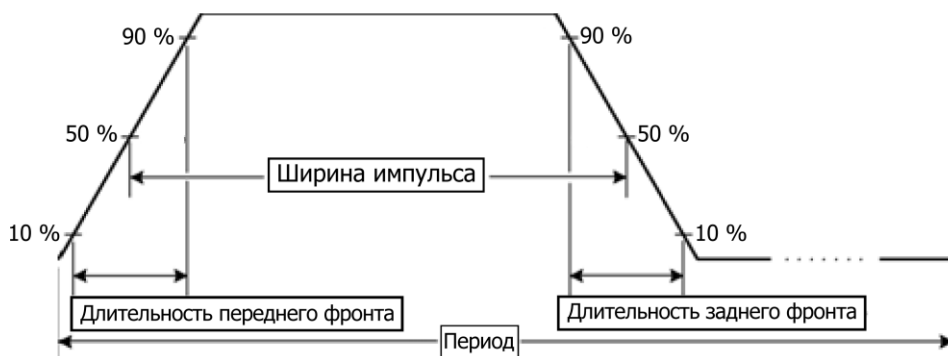 90 %
90 %
50 %
50 %
Ширина импульса
10 %
10 %
Длительность переднего фронта
Длительность заднего фронта
Период